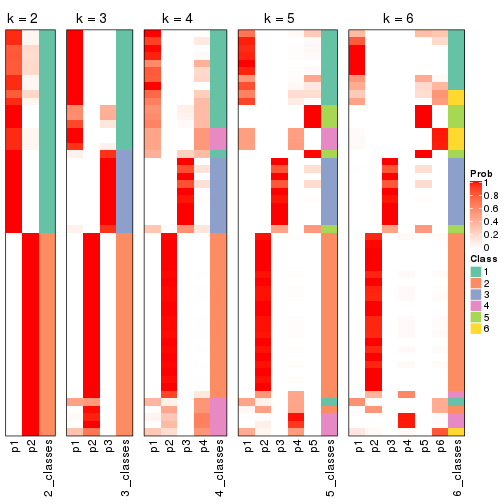 k = 2
k = 3
k = 4
k = 5
k = 6
p1
p2
2_classes
p1
p2
p3
3_classes
p1
p2
p3
p4
4_classes
p1
p2
p3
p4
p5
5_classes
p1
p2
p3
p4
p5
p6
6_classes
Prob
1
0.8
0.6
0.4
0.2
0
Class
1
2
3
4
5
6